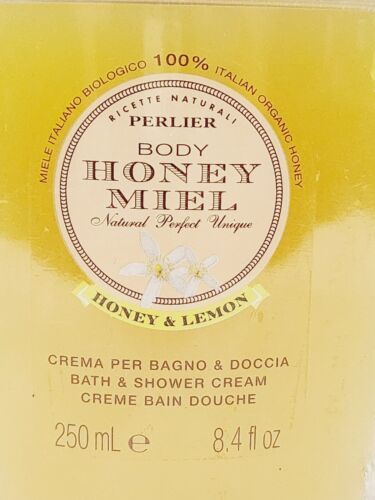 MIELE ITALIANO BIOLOGICO 100% ITALIAN ORGANIC HONEY
RICETTE NATURALI
PERLIER
BODY
HONEY
MIEL
Natural Perfect Unique
HONEY & LEMON
CREMA PER BAGNO & DOCCIA
BATH & SHOWER CREAM
CREME BAIN DOUCHE
250 mL ℮ 8,4 fl oz